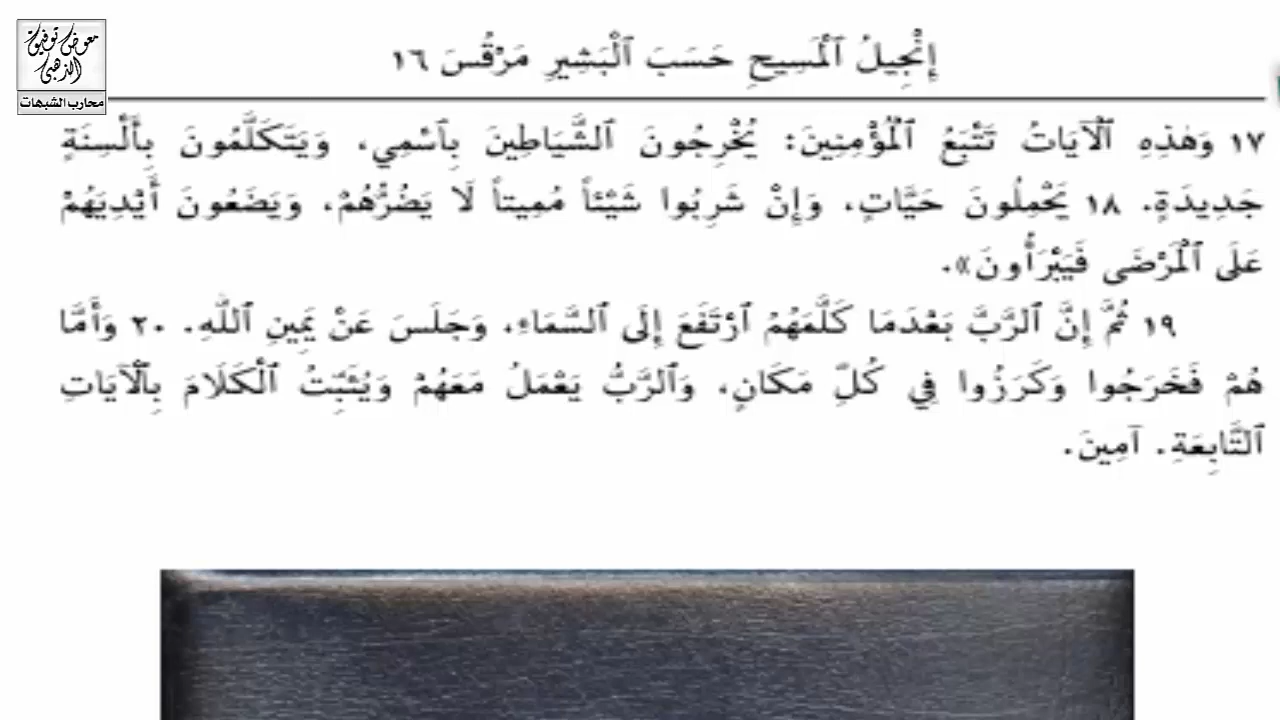 معوض توفيق
الذهبى
محارب الشبهات
إِنْجِيلُ ٱلْمَسِيحِ حَسَبَ ٱلْبَشِيرِ مَرْقُسَ ١٦
١٧ وَهٰذِهِ ٱلْآيَاتُ تَتْبَعُ ٱلْمُؤْمِنِينَ: يُخْرِجُونَ ٱلشَّيَاطِينَ بِٱسْمِي، وَيَتَكَلَّمُونَ بِأَلْسِنَةٍ
جَدِيدَةٍ. ١٨ يَحْمِلُونَ حَيَّاتٍ، وَإِنْ شَرِبُوا شَيْئاً مُمِيتاً لَا يَضُرُّهُمْ، وَيَضَعُونَ أَيْدِيَهُمْ
عَلَى ٱلْمَرْضَى فَيَبْرَأُونَ».
١٩ ثُمَّ إِنَّ ٱلرَّبَّ بَعْدَمَا كَلَّمَهُمُ ٱرْتَفَعَ إِلَى ٱلسَّمَاءِ، وَجَلَسَ عَنْ يَمِينِ ٱللّٰهِ. ٢٠ وَأَمَّا
هُمْ فَخَرَجُوا وَكَرَزُوا فِي كُلِّ مَكَانٍ، وَٱلرَّبُّ يَعْمَلُ مَعَهُمْ وَيُثَبِّتُ ٱلْكَلَامَ بِٱلْآيَاتِ
ٱلتَّابِعَةِ. آمِينَ.